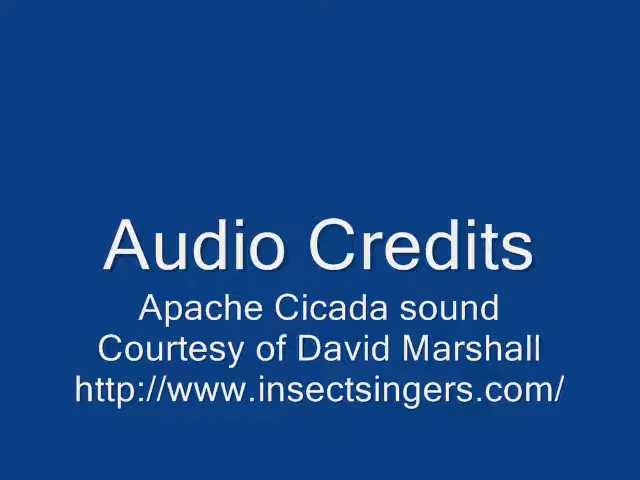 Audio Credits
Apache Cicada sound
Courtesy of David Marshall
http://www.insectsingers.com/